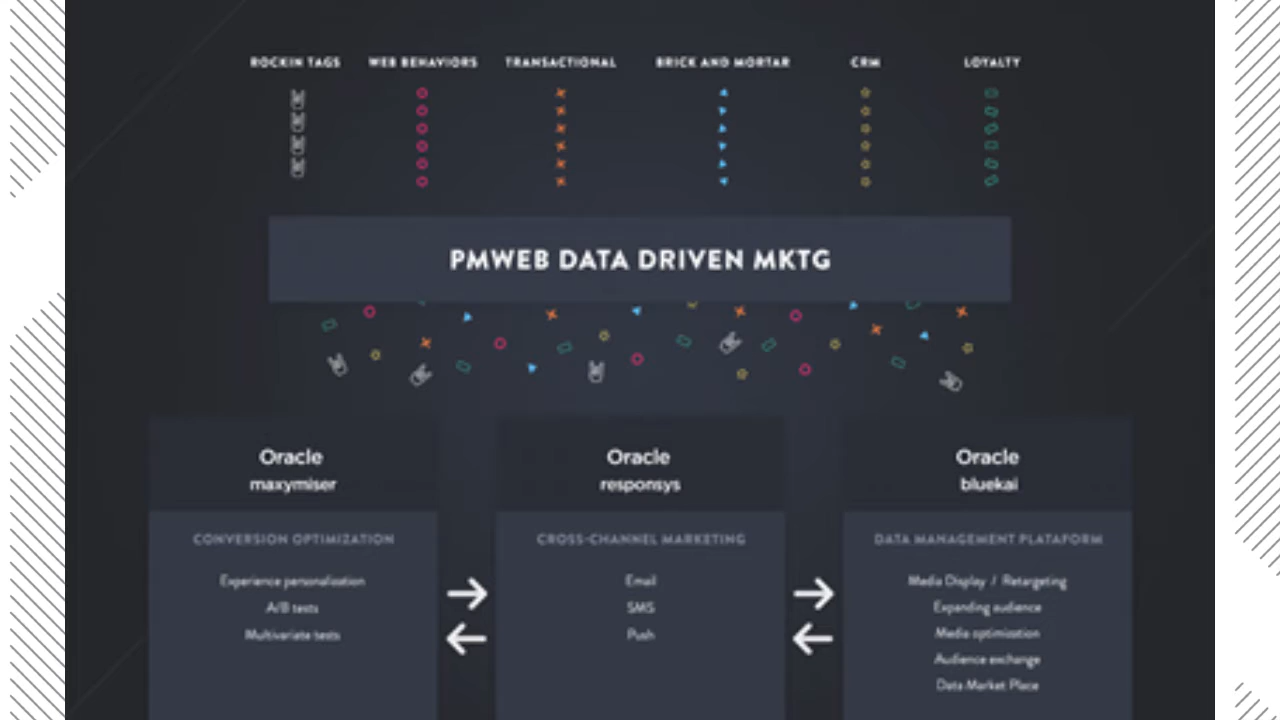 ROCKIN TAGS WEB BEHAVIORS TRANSACTIONAL BRICK AND MORTAR CRM LOYALTY
PMWEB DATA DRIVEN MKTG
Oracle
maxymiser
CONVERSION OPTIMIZATION
Experience personalization
A/B tests
Multivariate tests
Oracle
responsys
CROSS-CHANNEL MARKETING
Email
SMS
Push
Oracle
bluekai
DATA MANAGEMENT PLATAFORM
Media Display / Retargeting
Expanding audience
Media optimization
Audience exchange
Data Market Place